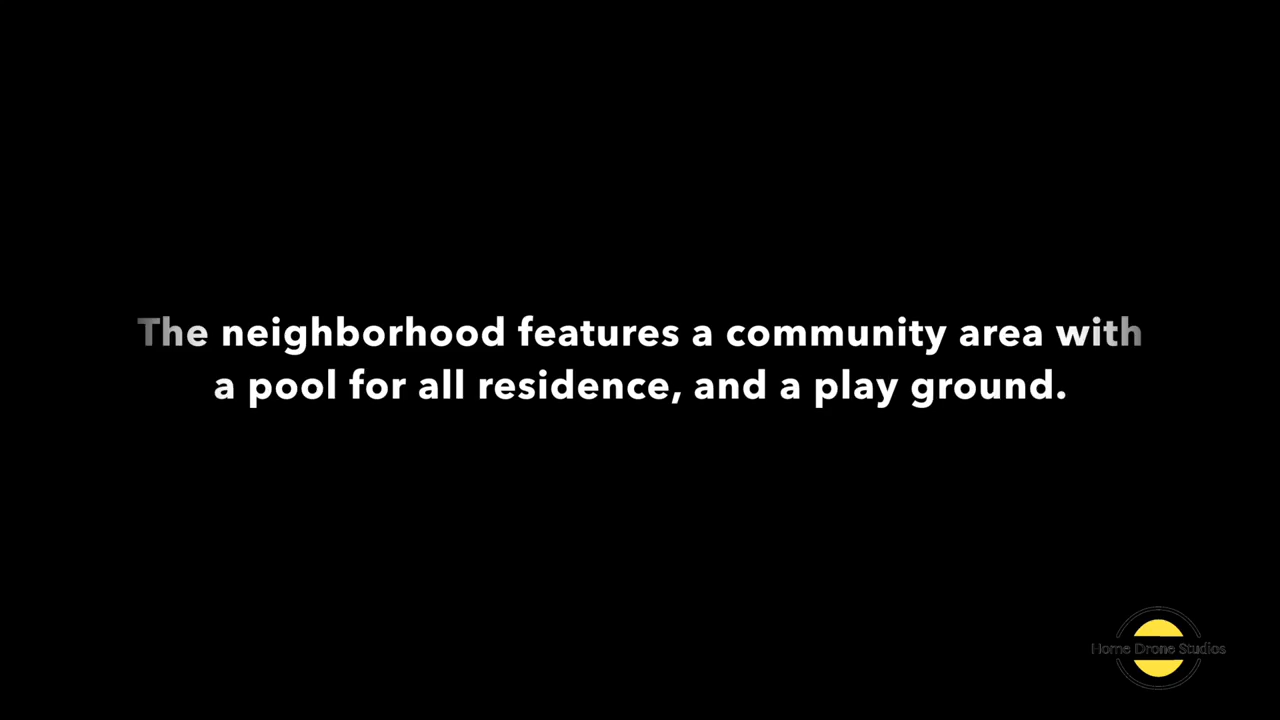 The neighborhood features a community area with
a pool for all residence, and a play ground.
Home Drone Studios